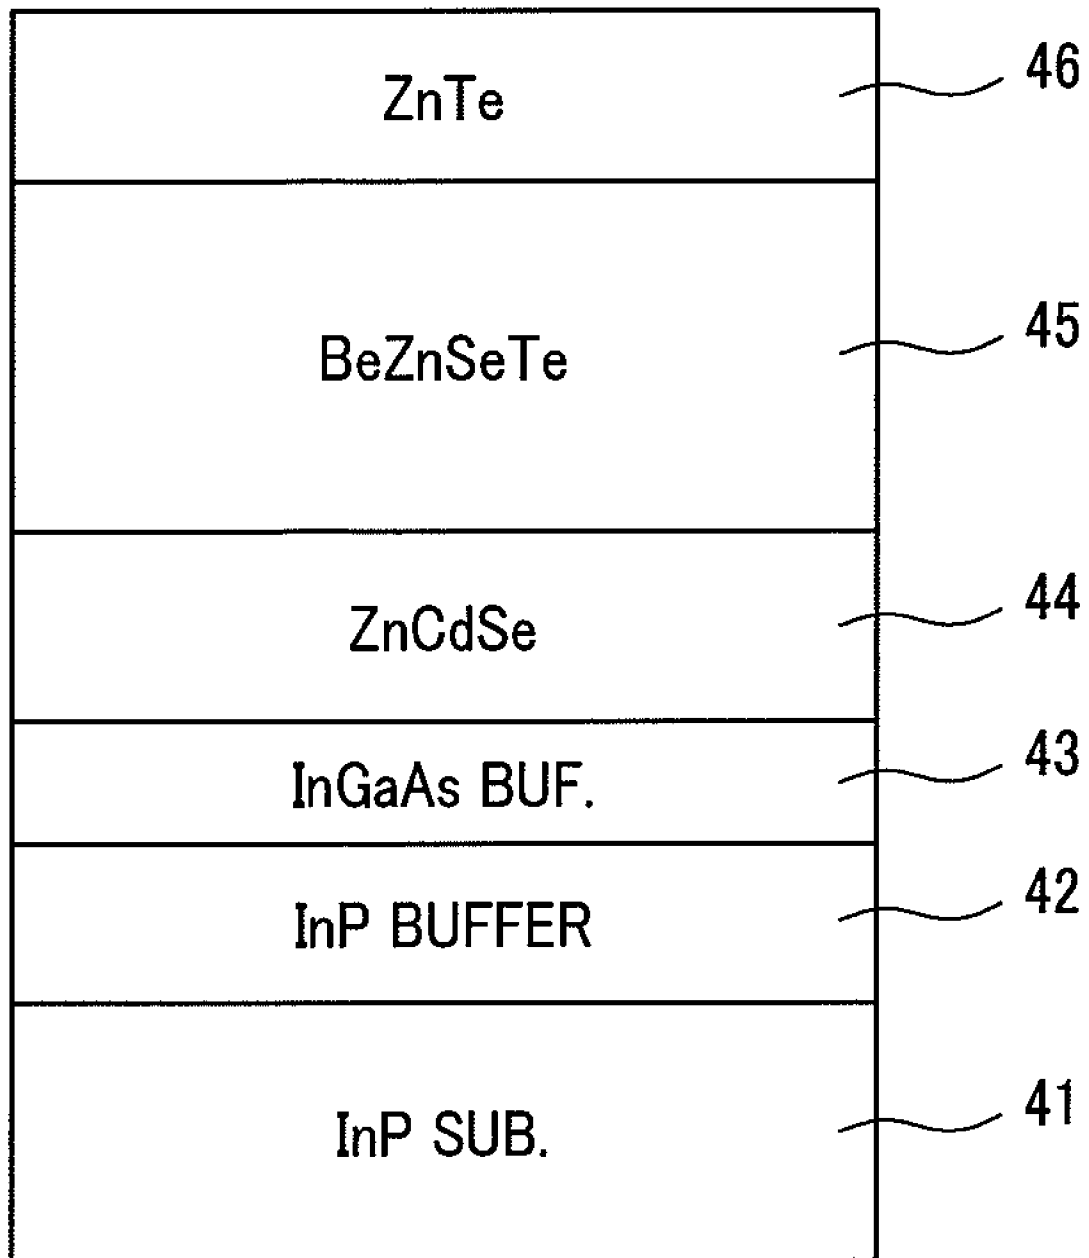 ZnTe 46
BeZnSeTe 45
ZnCdSe 44
InGaAs BUF. 43
InP BUFFER 42
InP SUB. 41